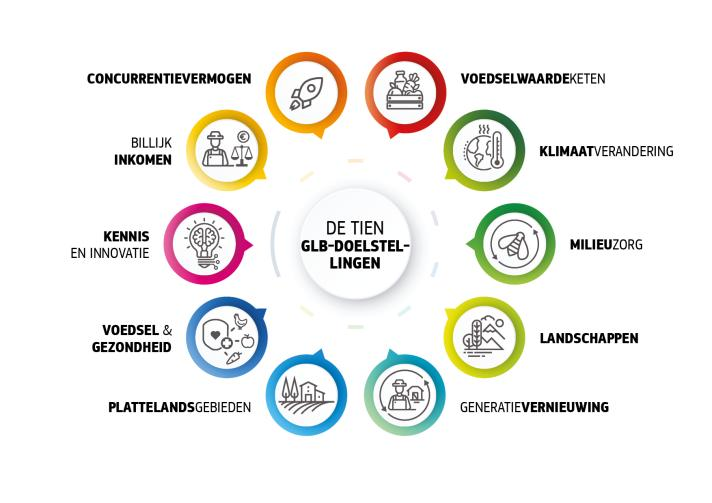 CONCURRENTIEVERMOGEN
VOEDSELWAARDEKETEN
BILLIJK
INKOMEN
KLIMAATVERANDERING
KENNIS
EN INNOVATIE
DE TIEN
GLB-DOELSTEL-
LINGEN
MILIEUZORG
VOEDSEL &
GEZONDHEID
LANDSCHAPPEN
PLATTELANDSGEBIEDEN
GENERATIEVERNIEUWING